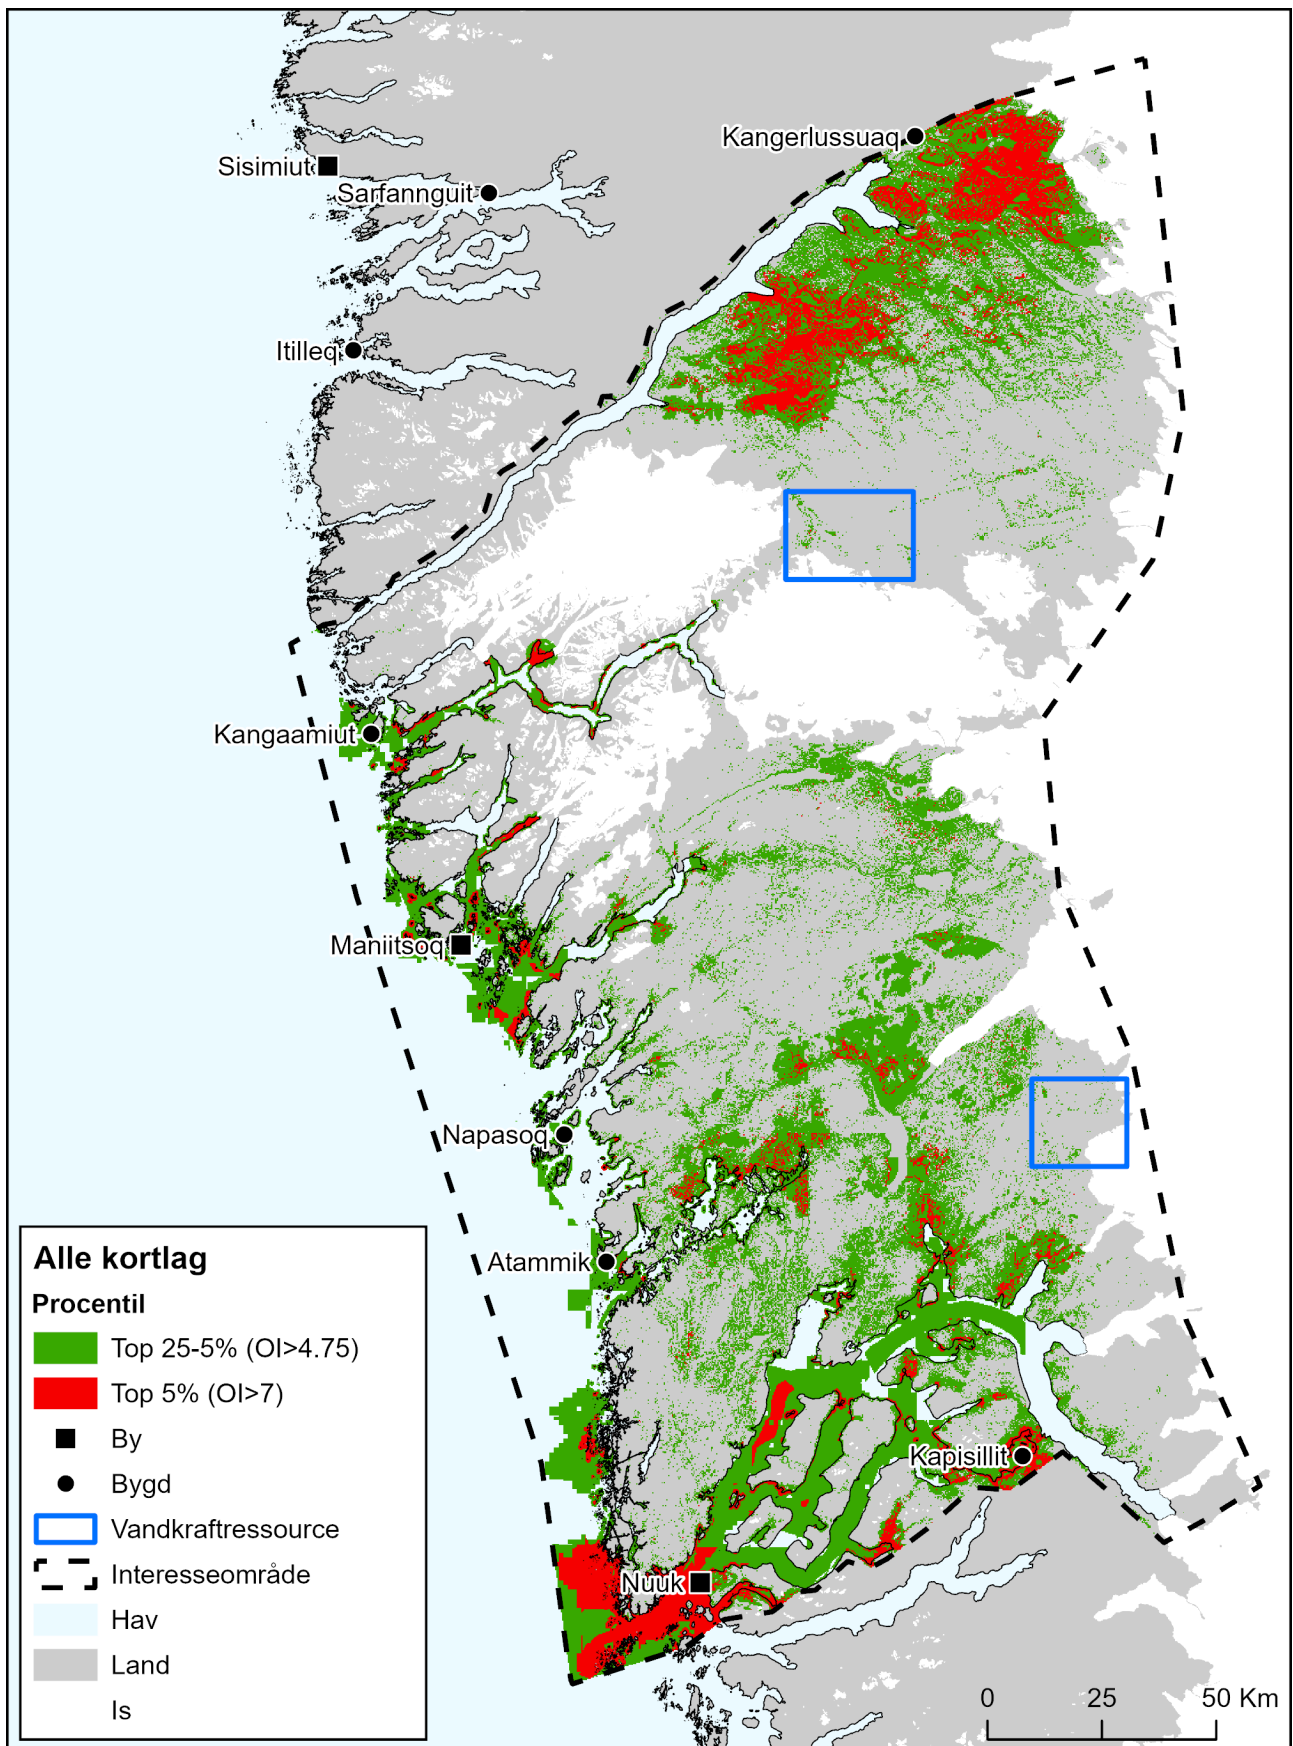 Kangerlussuaq
Sisimiut
Sarfannguit
Itilleq
Kangaamiut
Maniitsoq
Napasoq
Atammik
Kapisillit
Nuuk
Alle kortlag
Procentil
Top 25-5% (OI>4.75)
Top 5% (OI>7)
By
Bygd
Vandkraftressource
Interesseområde
Hav
Land
Is
0 25 50 Km